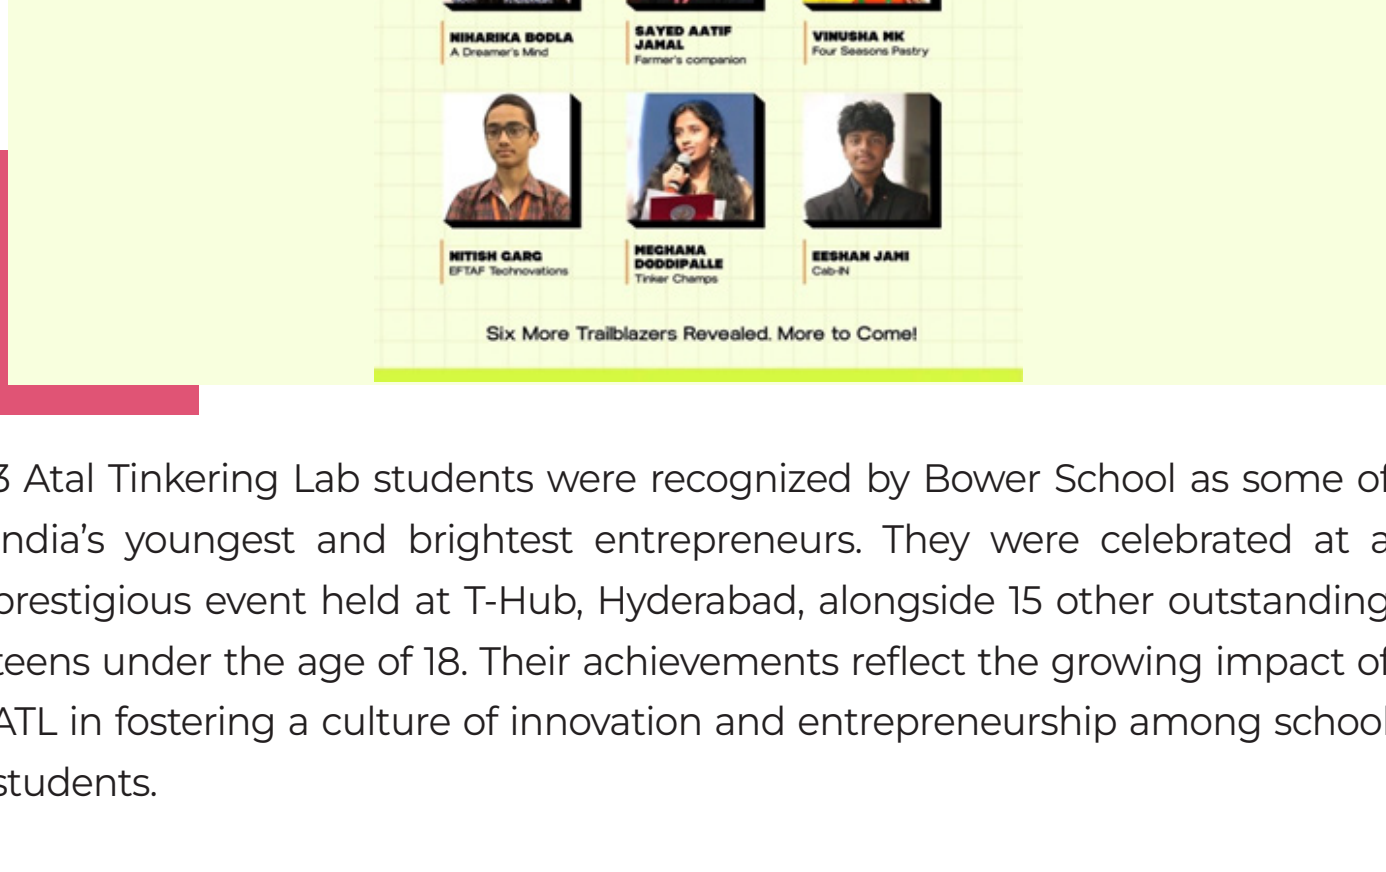 NIHARIKA BODLA
A Dreamer's Mind
SAYED AATIF
JAMAL
Farmer's companion
VINUSHA MK
Four Seasons Pastry
NITISH GARG
EFTAF Technovations
MEGHANA
DODDIPALLE
Tinker Champs
EESHAN JAMI
Cab-IN
Six More Trailblazers Revealed. More to Come!
3 Atal Tinkering Lab students were recognized by Bower School as some of
India's youngest and brightest entrepreneurs. They were celebrated at a
prestigious event held at T-Hub, Hyderabad, alongside 15 other outstanding
teens under the age of 18. Their achievements reflect the growing impact of
ATL in fostering a culture of innovation and entrepreneurship among school
students.